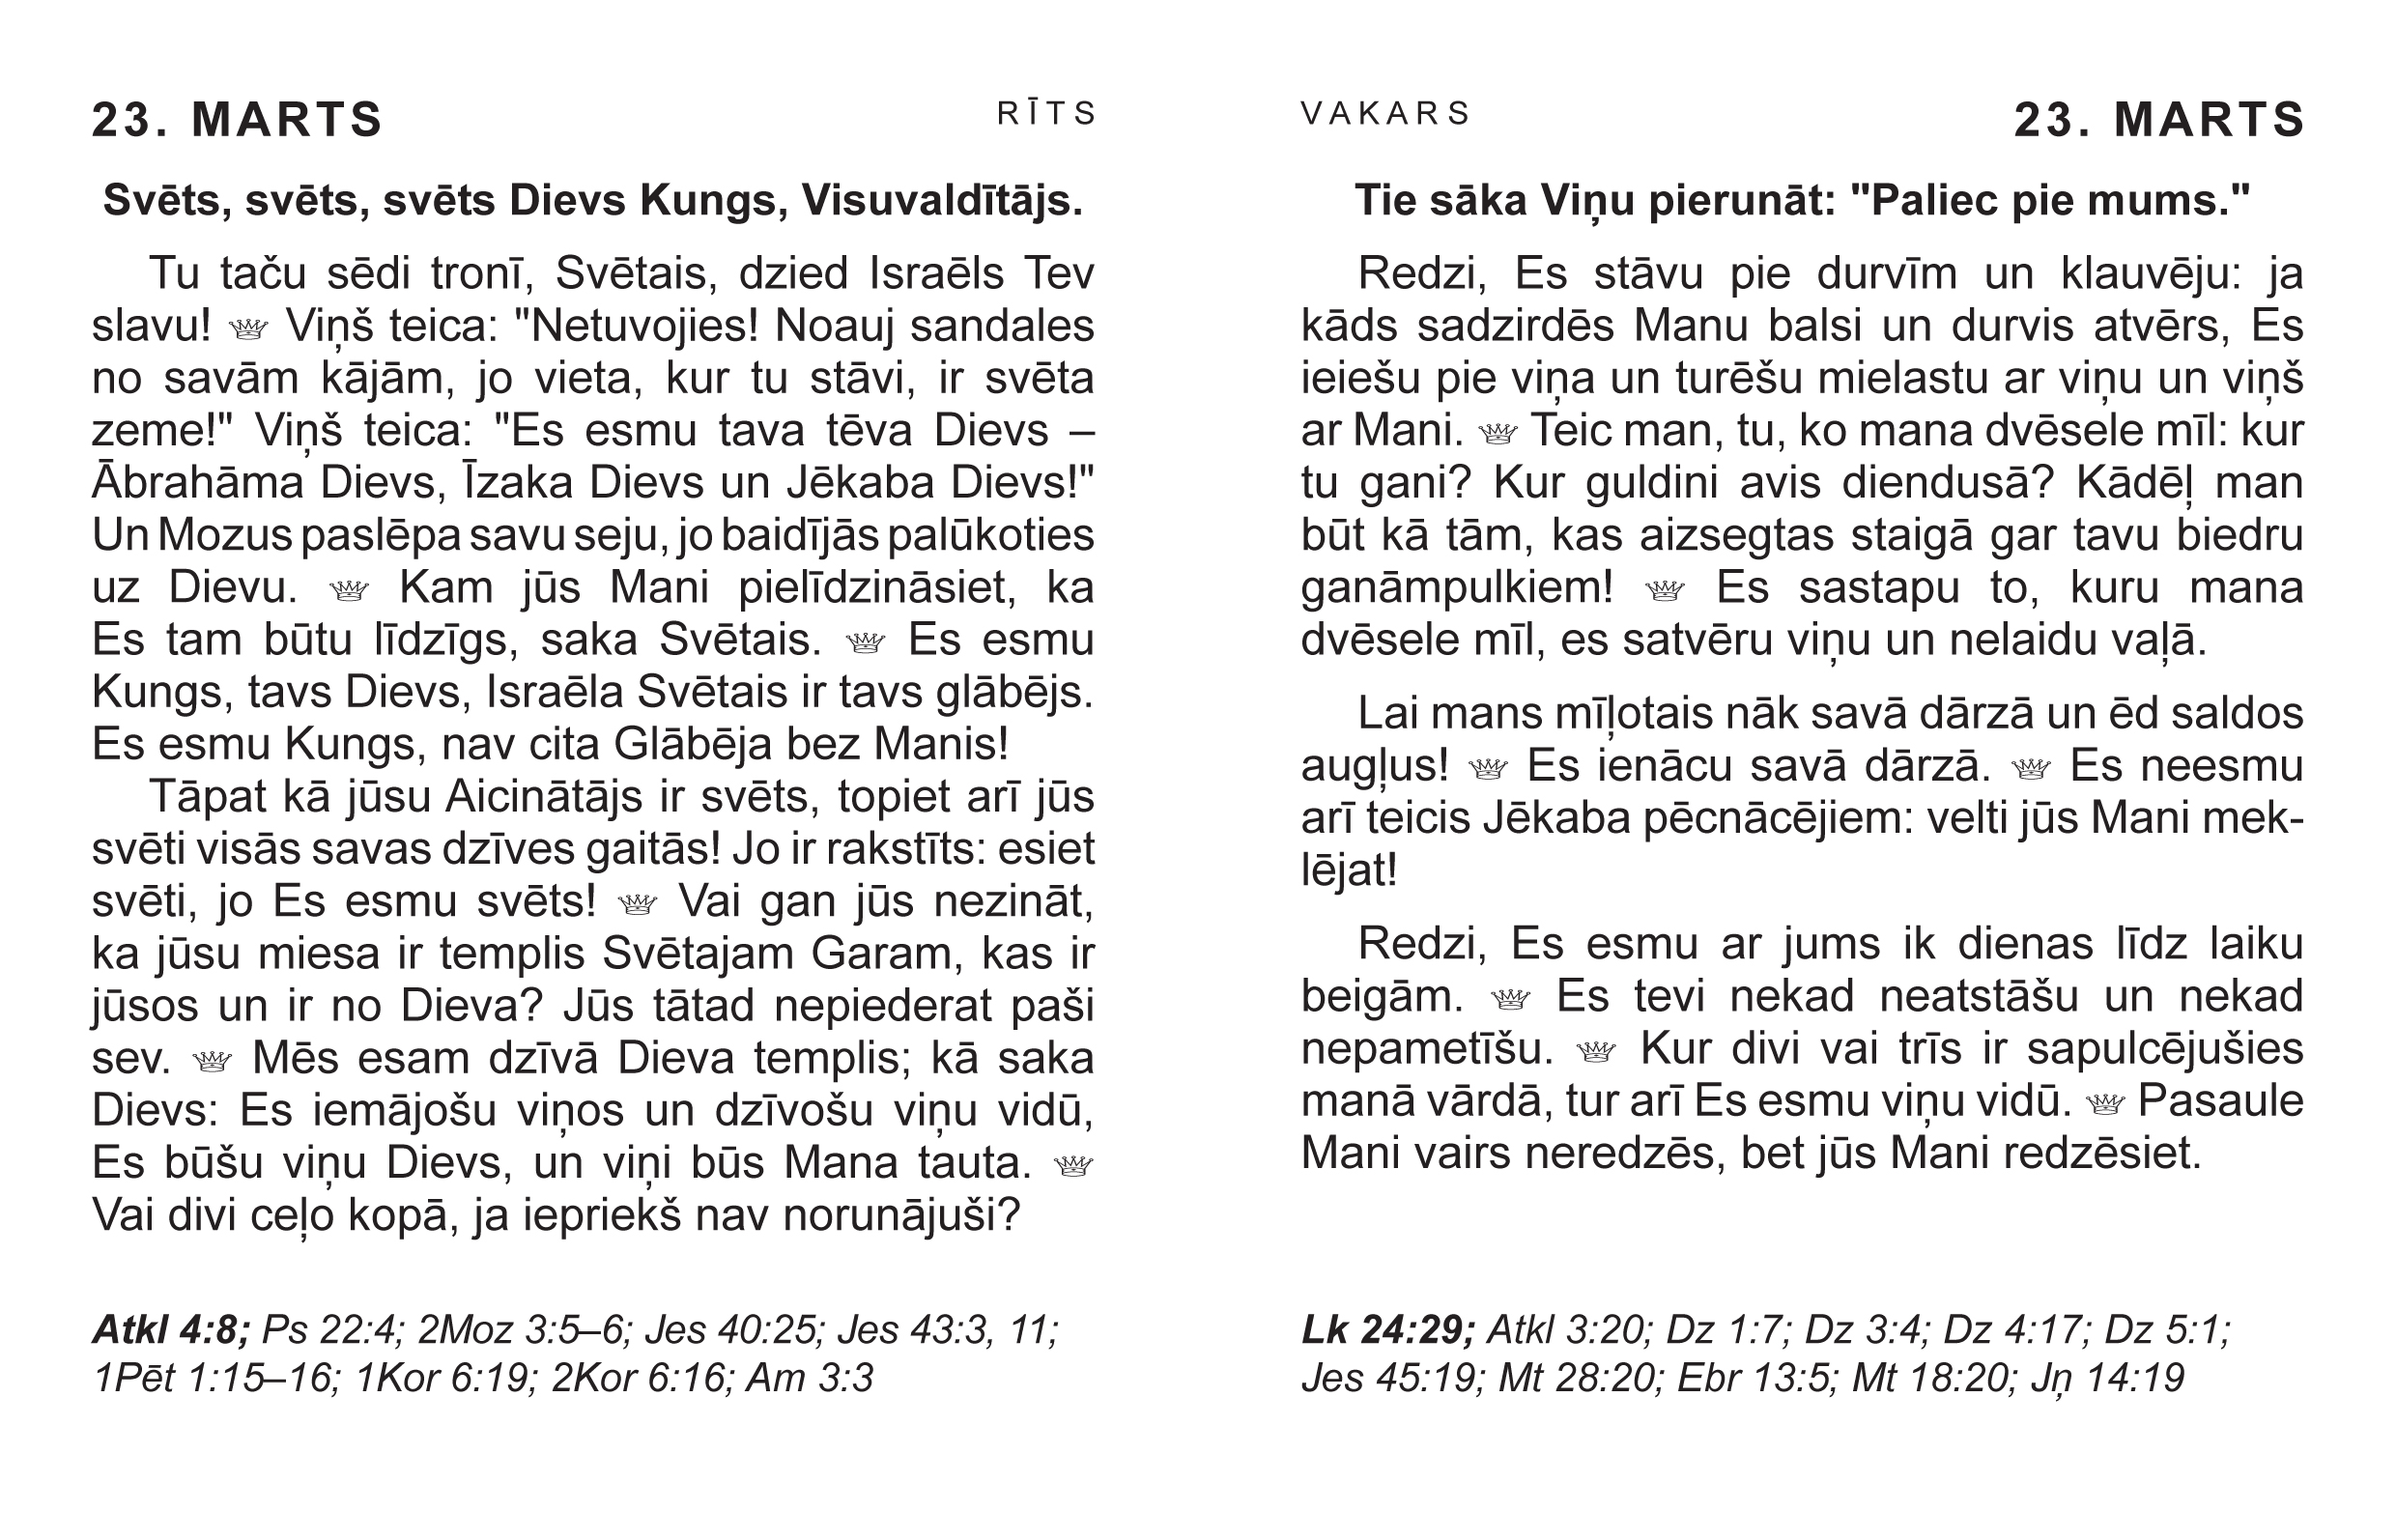 23. MARTS
RĪTS
Svēts, svēts, svēts Dievs Kungs, Visuvaldītājs.
Tu taču sēdi tronī, Svētais, dzied Israēls Tev
slavu! ♕ Viņš teica: "Netuvojies! Noauj sandales
no savām kājām, jo vieta, kur tu stāvi, ir svēta
zeme!" Viņš teica: "Es esmu tava tēva Dievs –
Ābrahāma Dievs, Īzaka Dievs un Jēkaba Dievs!"
Un Mozus paslēpa savu seju, jo baidījās palūkoties
uz Dievu. ♕ Kam jūs Mani pielīdzināsiet, ka
Es tam būtu līdzīgs, saka Svētais. ♕ Es esmu
Kungs, tavs Dievs, Israēla Svētais ir tavs glābējs.
Es esmu Kungs, nav cita Glābēja bez Manis!
Tāpat kā jūsu Aicinātājs ir svēts, topiet arī jūs
svēti visās savas dzīves gaitās! Jo ir rakstīts: esiet
svēti, jo Es esmu svēts! ♕ Vai gan jūs nezināt,
ka jūsu miesa ir templis Svētajam Garam, kas ir
jūsos un ir no Dieva? Jūs tātad nepiederat paši
sev. ♕ Mēs esam dzīvā Dieva templis; kā saka
Dievs: Es iemājošu viņos un dzīvošu viņu vidū,
Es būšu viņu Dievs, un viņi būs Mana tauta. ♕
Vai divi ceļo kopā, ja iepriekš nav norunājuši?
Atkl 4:8; Ps 22:4; 2Moz 3:5–6; Jes 40:25; Jes 43:3, 11;
1Pēt 1:15–16; 1Kor 6:19; 2Kor 6:16; Am 3:3
VAKARS
23. MARTS
Tie sāka Viņu pierunāt: "Paliec pie mums."
Redzi, Es stāvu pie durvīm un klauvēju: ja
kāds sadzirdēs Manu balsi un durvis atvērs, Es
ieiešu pie viņa un turēšu mielastu ar viņu un viņš
ar Mani. ♕ Teic man, tu, ko mana dvēsele mīl: kur
tu gani? Kur guldini avis diendusā? Kādēļ man
būt kā tām, kas aizsegtas staigā gar tavu biedru
ganāmpulkiem! ♕ Es sastapu to, kuru mana
dvēsele mīl, es satvēru viņu un nelaidu vaļā.
Lai mans mīļotais nāk savā dārzā un ēd saldos
augļus! ♕ Es ienācu savā dārzā. ♕ Es neesmu
arī teicis Jēkaba pēcnācējiem: velti jūs Mani mek-
lējat!
Redzi, Es esmu ar jums ik dienas līdz laiku
beigām. ♕ Es tevi nekad neatstāšu un nekad
nepametīšu. ♕ Kur divi vai trīs ir sapulcējušies
manā vārdā, tur arī Es esmu viņu vidū. ♕ Pasaule
Mani vairs neredzēs, bet jūs Mani redzēsiet.
Lk 24:29; Atkl 3:20; Dz 1:7; Dz 3:4; Dz 4:17; Dz 5:1;
Jes 45:19; Mt 28:20; Ebr 13:5; Mt 18:20; Jņ 14:19